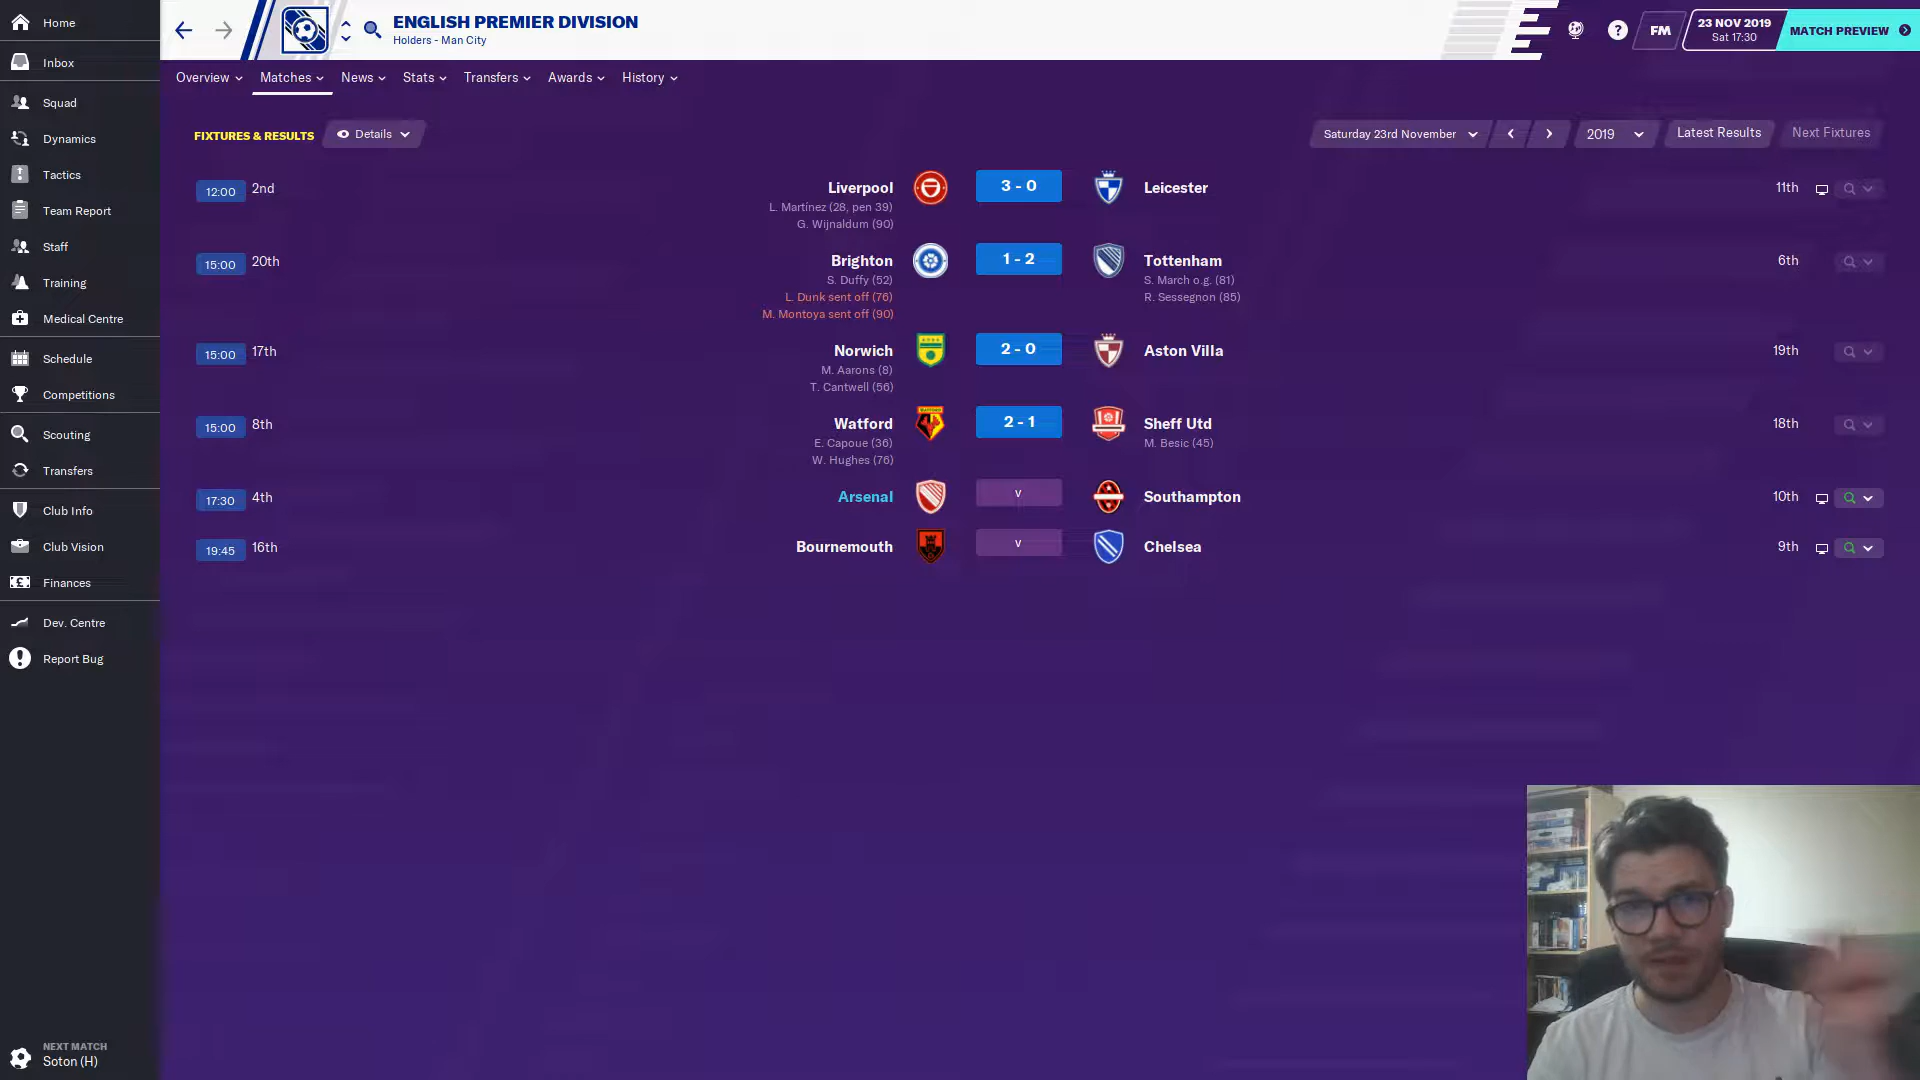 Home
Inbox
Squad
Dynamics
Tactics
Team Report
Staff
Training
Medical Centre
Schedule
Competitions
Scouting
Transfers
Club Info
Club Vision
Finances
Dev. Centre
Report Bug
NEXT MATCH
Soton (H)
ENGLISH PREMIER DIVISION
Holders - Man City
FM
23 NOV 2019
Sat 17:30
MATCH PREVIEW
Overview Matches News Stats Transfers Awards History
FIXTURES & RESULTS Details Saturday 23rd November 2019 Latest Results Next Fixtures
12:00 2nd Liverpool 3 - 0 Leicester 11th
L. Martínez (28, pen 39)
G. Wijnaldum (90)
15:00 20th Brighton 1 - 2 Tottenham 6th
S. Duffy (52) S. March o.g. (81)
L. Dunk sent off (76) R. Sessegnon (85)
M. Montoya sent off (90)
15:00 17th Norwich 2 - 0 Aston Villa 19th
M. Aarons (8)
T. Cantwell (56)
15:00 8th Watford 2 - 1 Sheff Utd 18th
E. Capoue (36) M. Besic (45)
W. Hughes (76)
17:30 4th Arsenal v Southampton 10th
19:45 16th Bournemouth v Chelsea 9th